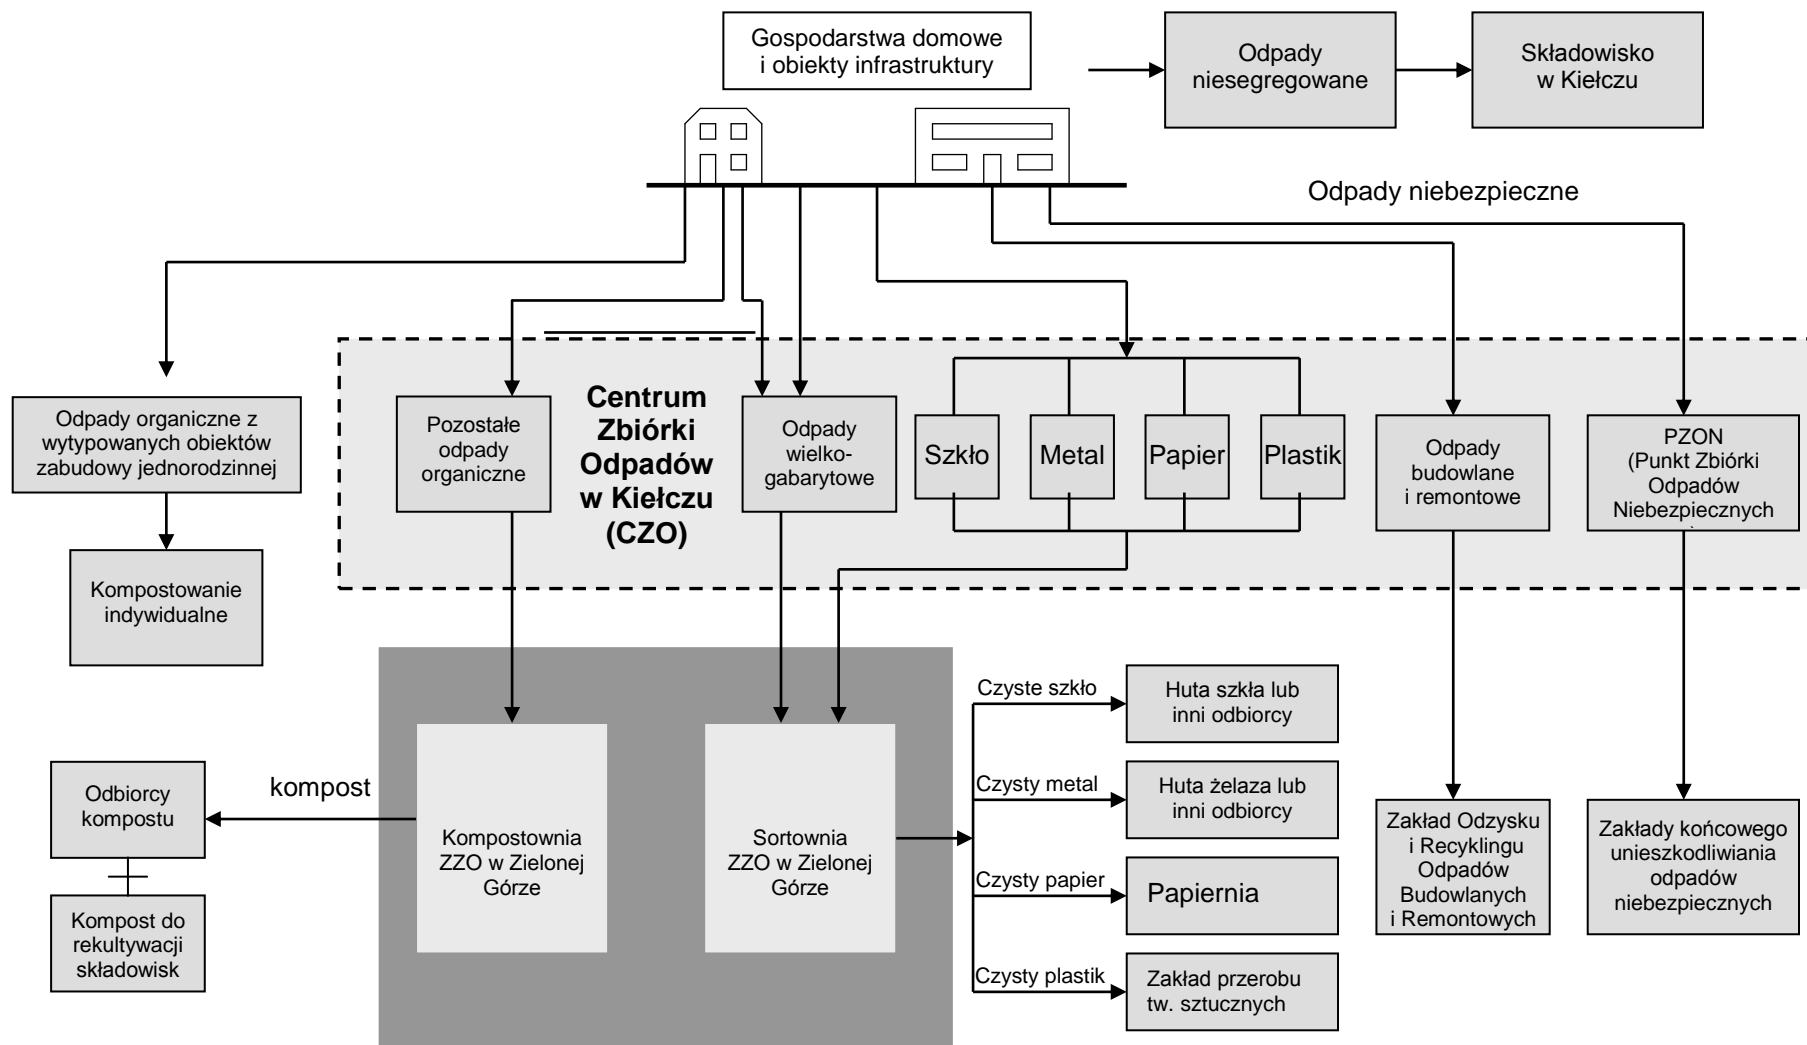 Gospodarstwa domowe
i obiekty infrastruktury
Odpady
niesegregowane
Składowisko
w Kiełczu
Odpady niebezpieczne
Odpady organiczne z
wytypowanych obiektów
zabudowy jednorodzinnej
Kompostowanie
indywidualne
Pozostałe
odpady
organiczne
Centrum
Zbiórki
Odpadów
w Kiełczu
(CZO)
Odpady
wielko-
gabarytowe
Szkło
Metal
Papier
Plastik
Odpady
budowlane
i remontowe
PZON
(Punkt Zbiórki
Odpadów
Niebezpiecznych
Odbiorcy
kompostu
kompost
Kompost do
rekultywacji
składowisk
Kompostownia
ZZO w Zielonej
Górze
Sortownia
ZZO w Zielonej
Górze
Czyste szkło
Huta szkła lub
inni odbiorcy
Czysty metal
Huta żelaza lub
inni odbiorcy
Czysty papier
Papiernia
Czysty plastik
Zakład przerobu
tw. sztucznych
Zakład Odzysku
i Recyklingu
Odpadów
Budowlanych
i Remontowych
Zakłady końcowego
unieszkodliwiania
odpadów
niebezpiecznych